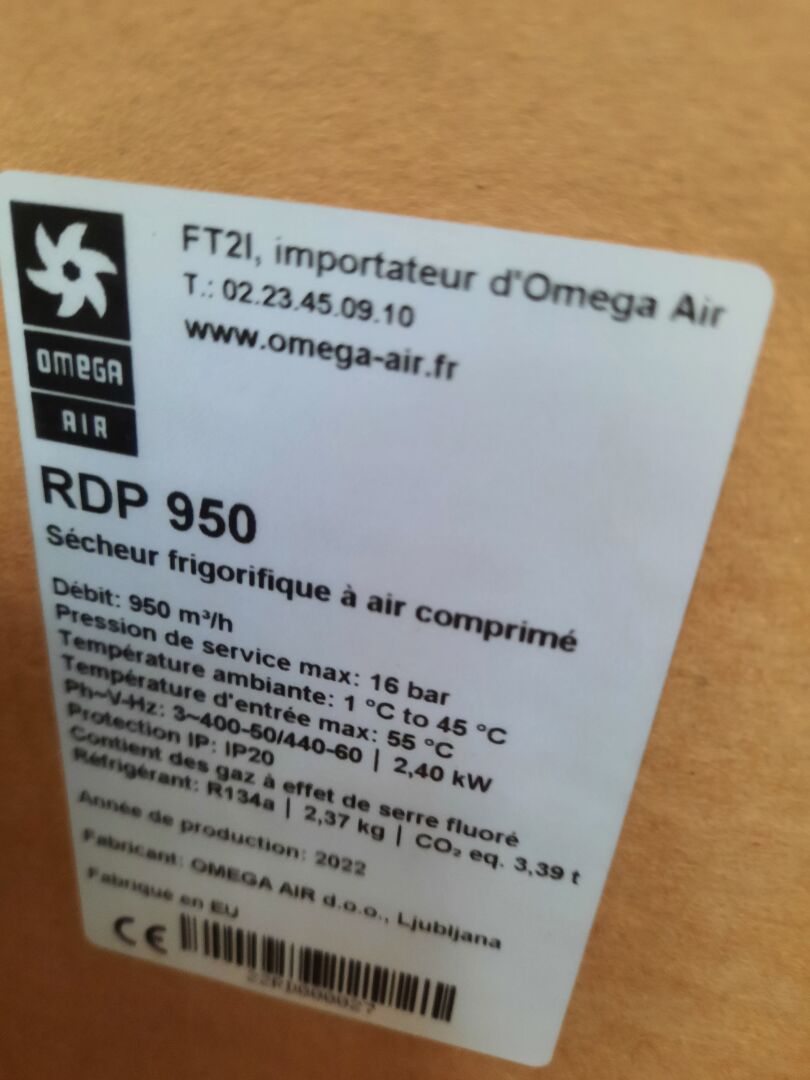 FT2I, importateur d'Omega Air
T.: 02.23.45.09.10
www.omega-air.fr
OMEGA
AIR
RDP 950
Sécheur frigorifique à air comprimé
Débit: 950 m³/h
Pression de service max: 16 bar
Température ambiante: 1 °C to 45 °C
Température d'entrée max: 55 °C
Ph~V-Hz: 3~400-50/440-60 | 2,40 kW
Protection IP: IP20
Contient des gaz à effet de serre fluoré
Réfrigérant: R134a | 2,37 kg | CO₂ eq. 3,39 t
Année de production: 2022
Fabricant: OMEGA AIR d.o.o., Ljubljana
Fabriqué en EU
CE